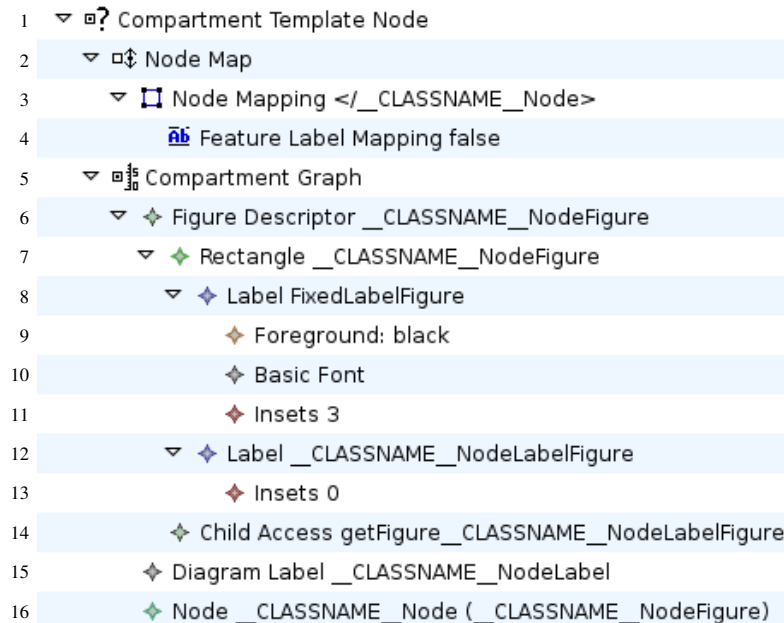 1 Compartment Template Node
2 Node Map
3 Node Mapping </__CLASSNAME__Node>
4 Ab Feature Label Mapping false
5 Compartment Graph
6 Figure Descriptor __CLASSNAME__NodeFigure
7 Rectangle __CLASSNAME__NodeFigure
8 Label FixedLabelFigure
9 Foreground: black
10 Basic Font
11 Insets 3
12 Label __CLASSNAME__NodeLabelFigure
13 Insets 0
14 Child Access getFigure__CLASSNAME__NodeLabelFigure
15 Diagram Label __CLASSNAME__NodeLabel
16 Node __CLASSNAME__Node (__CLASSNAME__NodeFigure)